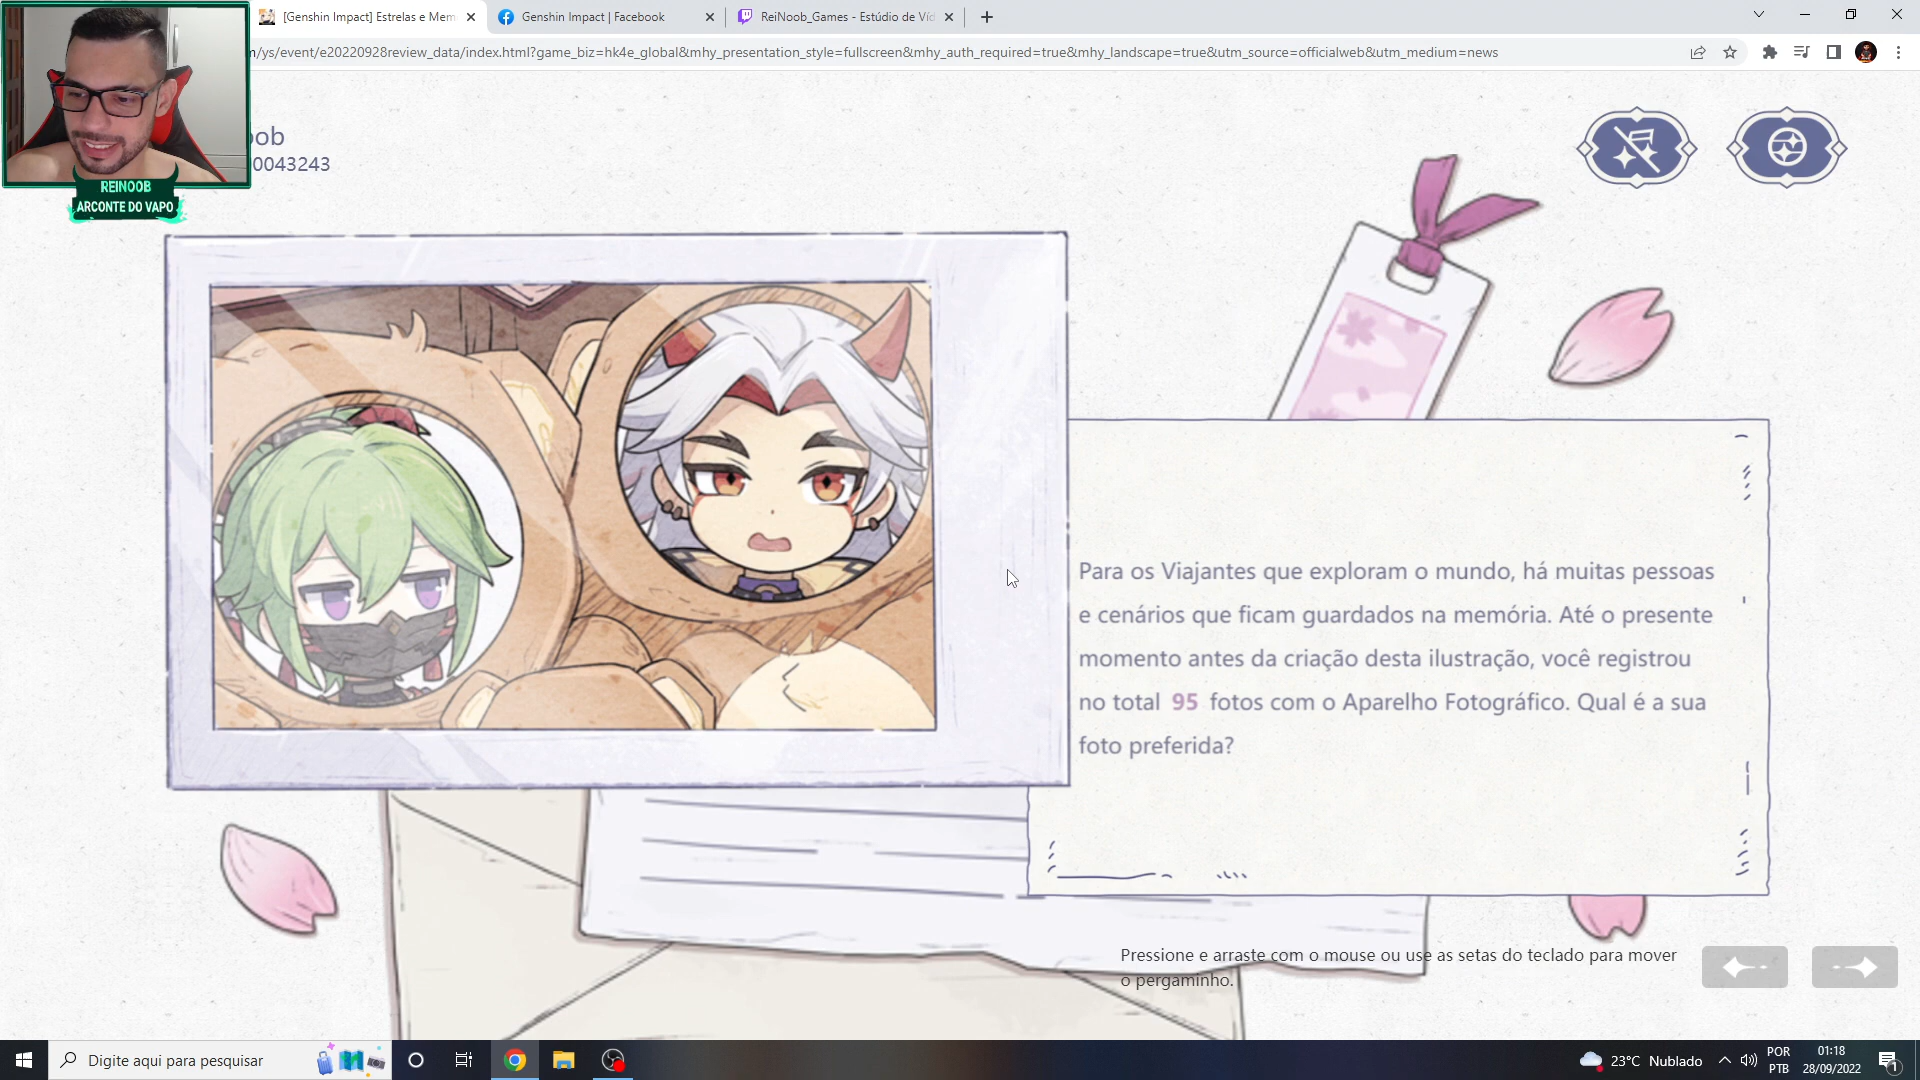 [Genshin Impact] Estrelas e Mem
Genshin Impact | Facebook
ReiNoob_Games - Estúdio de Víd
m/ys/event/e20220928review_data/index.html?game_biz=hk4e_global&mhy_presentation_style=fullscreen&mhy_auth_required=true&mhy_landscape=true&utm_source=officialweb&utm_medium=news
oob
0043243
REINOOB
ARCONTE DO VAPO
Para os Viajantes que exploram o mundo, há muitas pessoas
e cenários que ficam guardados na memória. Até o presente
momento antes da criação desta ilustração, você registrou
no total 95 fotos com o Aparelho Fotográfico. Qual é a sua
foto preferida?
Pressione e arraste com o mouse ou use as setas do teclado para mover
o pergaminho.
Digite aqui para pesquisar
23°C Nublado
POR
PTB
01:18
28/09/2022
1